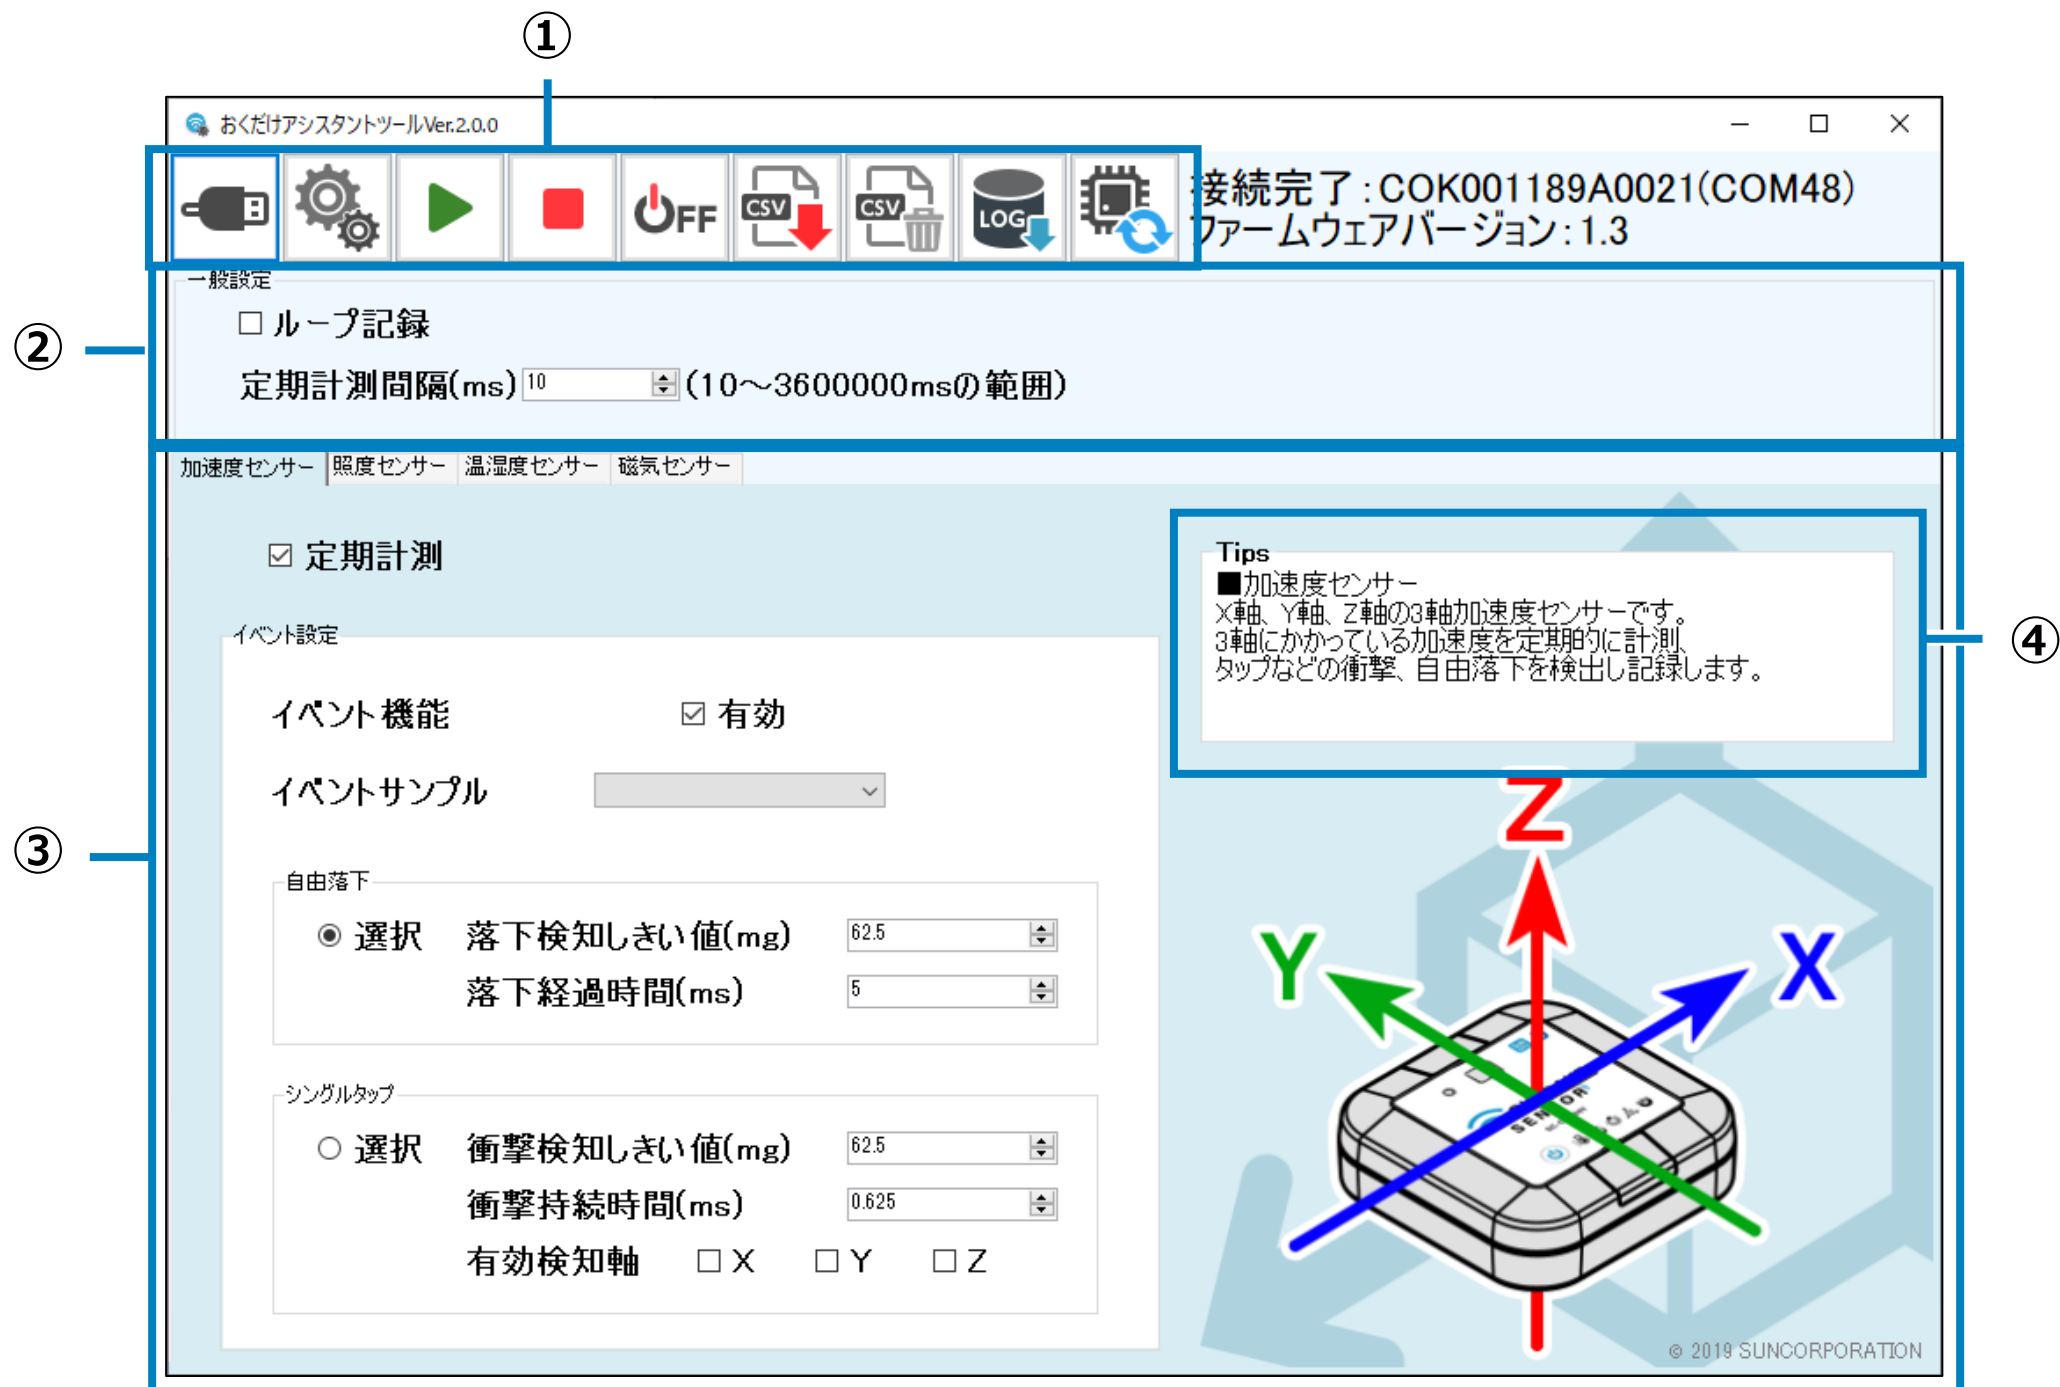 ①
おくだけアシスタントツールVer.2.0.0
OFF
CSV
CSV
LOG
接続完了:COK001189A0021(COM48)
ファームウェアバージョン:1.3
②
一般設定
ループ記録
定期計測間隔(ms) 10 (10～3600000msの範囲)
③
加速度センサー 照度センサー 温湿度センサー 磁気センサー
定期計測
イベント設定
イベント機能 有効
イベントサンプル
自由落下
選択 落下検知しきい値(mg) 62.5
落下経過時間(ms) 5
シングルタップ
選択 衝撃検知しきい値(mg) 62.5
衝撃持続時間(ms) 0.625
有効検知軸 X Y Z
④
Tips
■加速度センサー
X軸、Y軸、Z軸の3軸加速度センサーです。
3軸にかかっている加速度を定期的に計測、
タップなどの衝撃、自由落下を検出し記録します。
Z
Y
X
© 2019 SUNCORPORATION